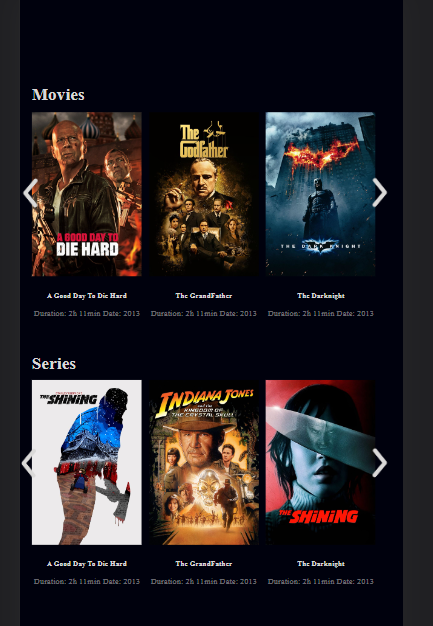 Movies
A GOOD DAY TO
DIE HARD
The
Godfather
THE DARK KNIGHT
A Good Day To Die Hard
The GrandFather
The Darknight
Duration: 2h 11min Date: 2013
Duration: 2h 11min Date: 2013
Duration: 2h 11min Date: 2013
Series
THE SHiNiNG
INDIANA JONES
and the
KINGDOM OF
THE CRYSTAL SKULL
THE SHiNiNG
A Good Day To Die Hard
The GrandFather
The Darknight
Duration: 2h 11min Date: 2013
Duration: 2h 11min Date: 2013
Duration: 2h 11min Date: 2013